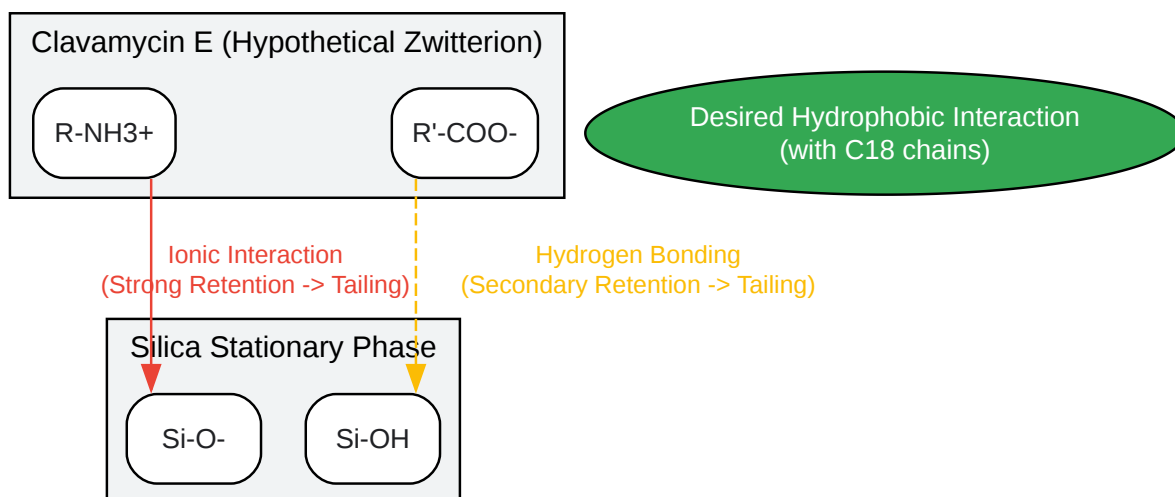 Clavamycin E (Hypothetical Zwitterion)
R-NH3+
R'-COO-
Desired Hydrophobic Interaction
(with C18 chains)
Ionic Interaction
(Strong Retention -> Tailing)
Hydrogen Bonding
(Secondary Retention -> Tailing)
Silica Stationary Phase
Si-O-
Si-OH